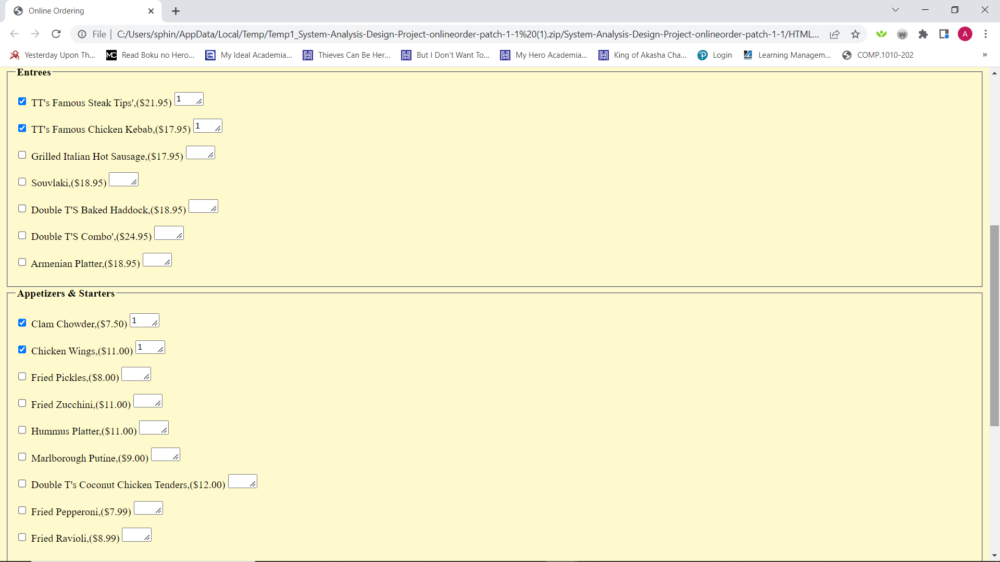 Online Ordering
File
C:/Users/sphin/AppData/Local/Temp/Temp1_System-Analysis-Design-Project-onlineorder-patch-1-1%20(1).zip/System-Analysis-Design-Project-onlineorder-patch-1-1/HTML...
W
A
Yesterday Upon Th...
MC Read Boku no Hero...
My Ideal Academia...
Thieves Can Be Her...
But I Don't Want To...
My Hero Academia...
King of Akasha Cha...
Login
Learning Managem...
COMP.1010-202
»
Entrees
TT's Famous Steak Tips',($21.95) 1
TT's Famous Chicken Kebab,($17.95) 1
Grilled Italian Hot Sausage,($17.95)
Souvlaki,($18.95)
Double T'S Baked Haddock,($18.95)
Double T'S Combo',($24.95)
Armenian Platter,($18.95)
Appetizers & Starters
Clam Chowder,($7.50) 1
Chicken Wings,($11.00) 1
Fried Pickles,($8.00)
Fried Zucchini,($11.00)
Hummus Platter,($11.00)
Marlborough Putine,($9.00)
Double T's Coconut Chicken Tenders,($12.00)
Fried Pepperoni,($7.99)
Fried Ravioli,($8.99)